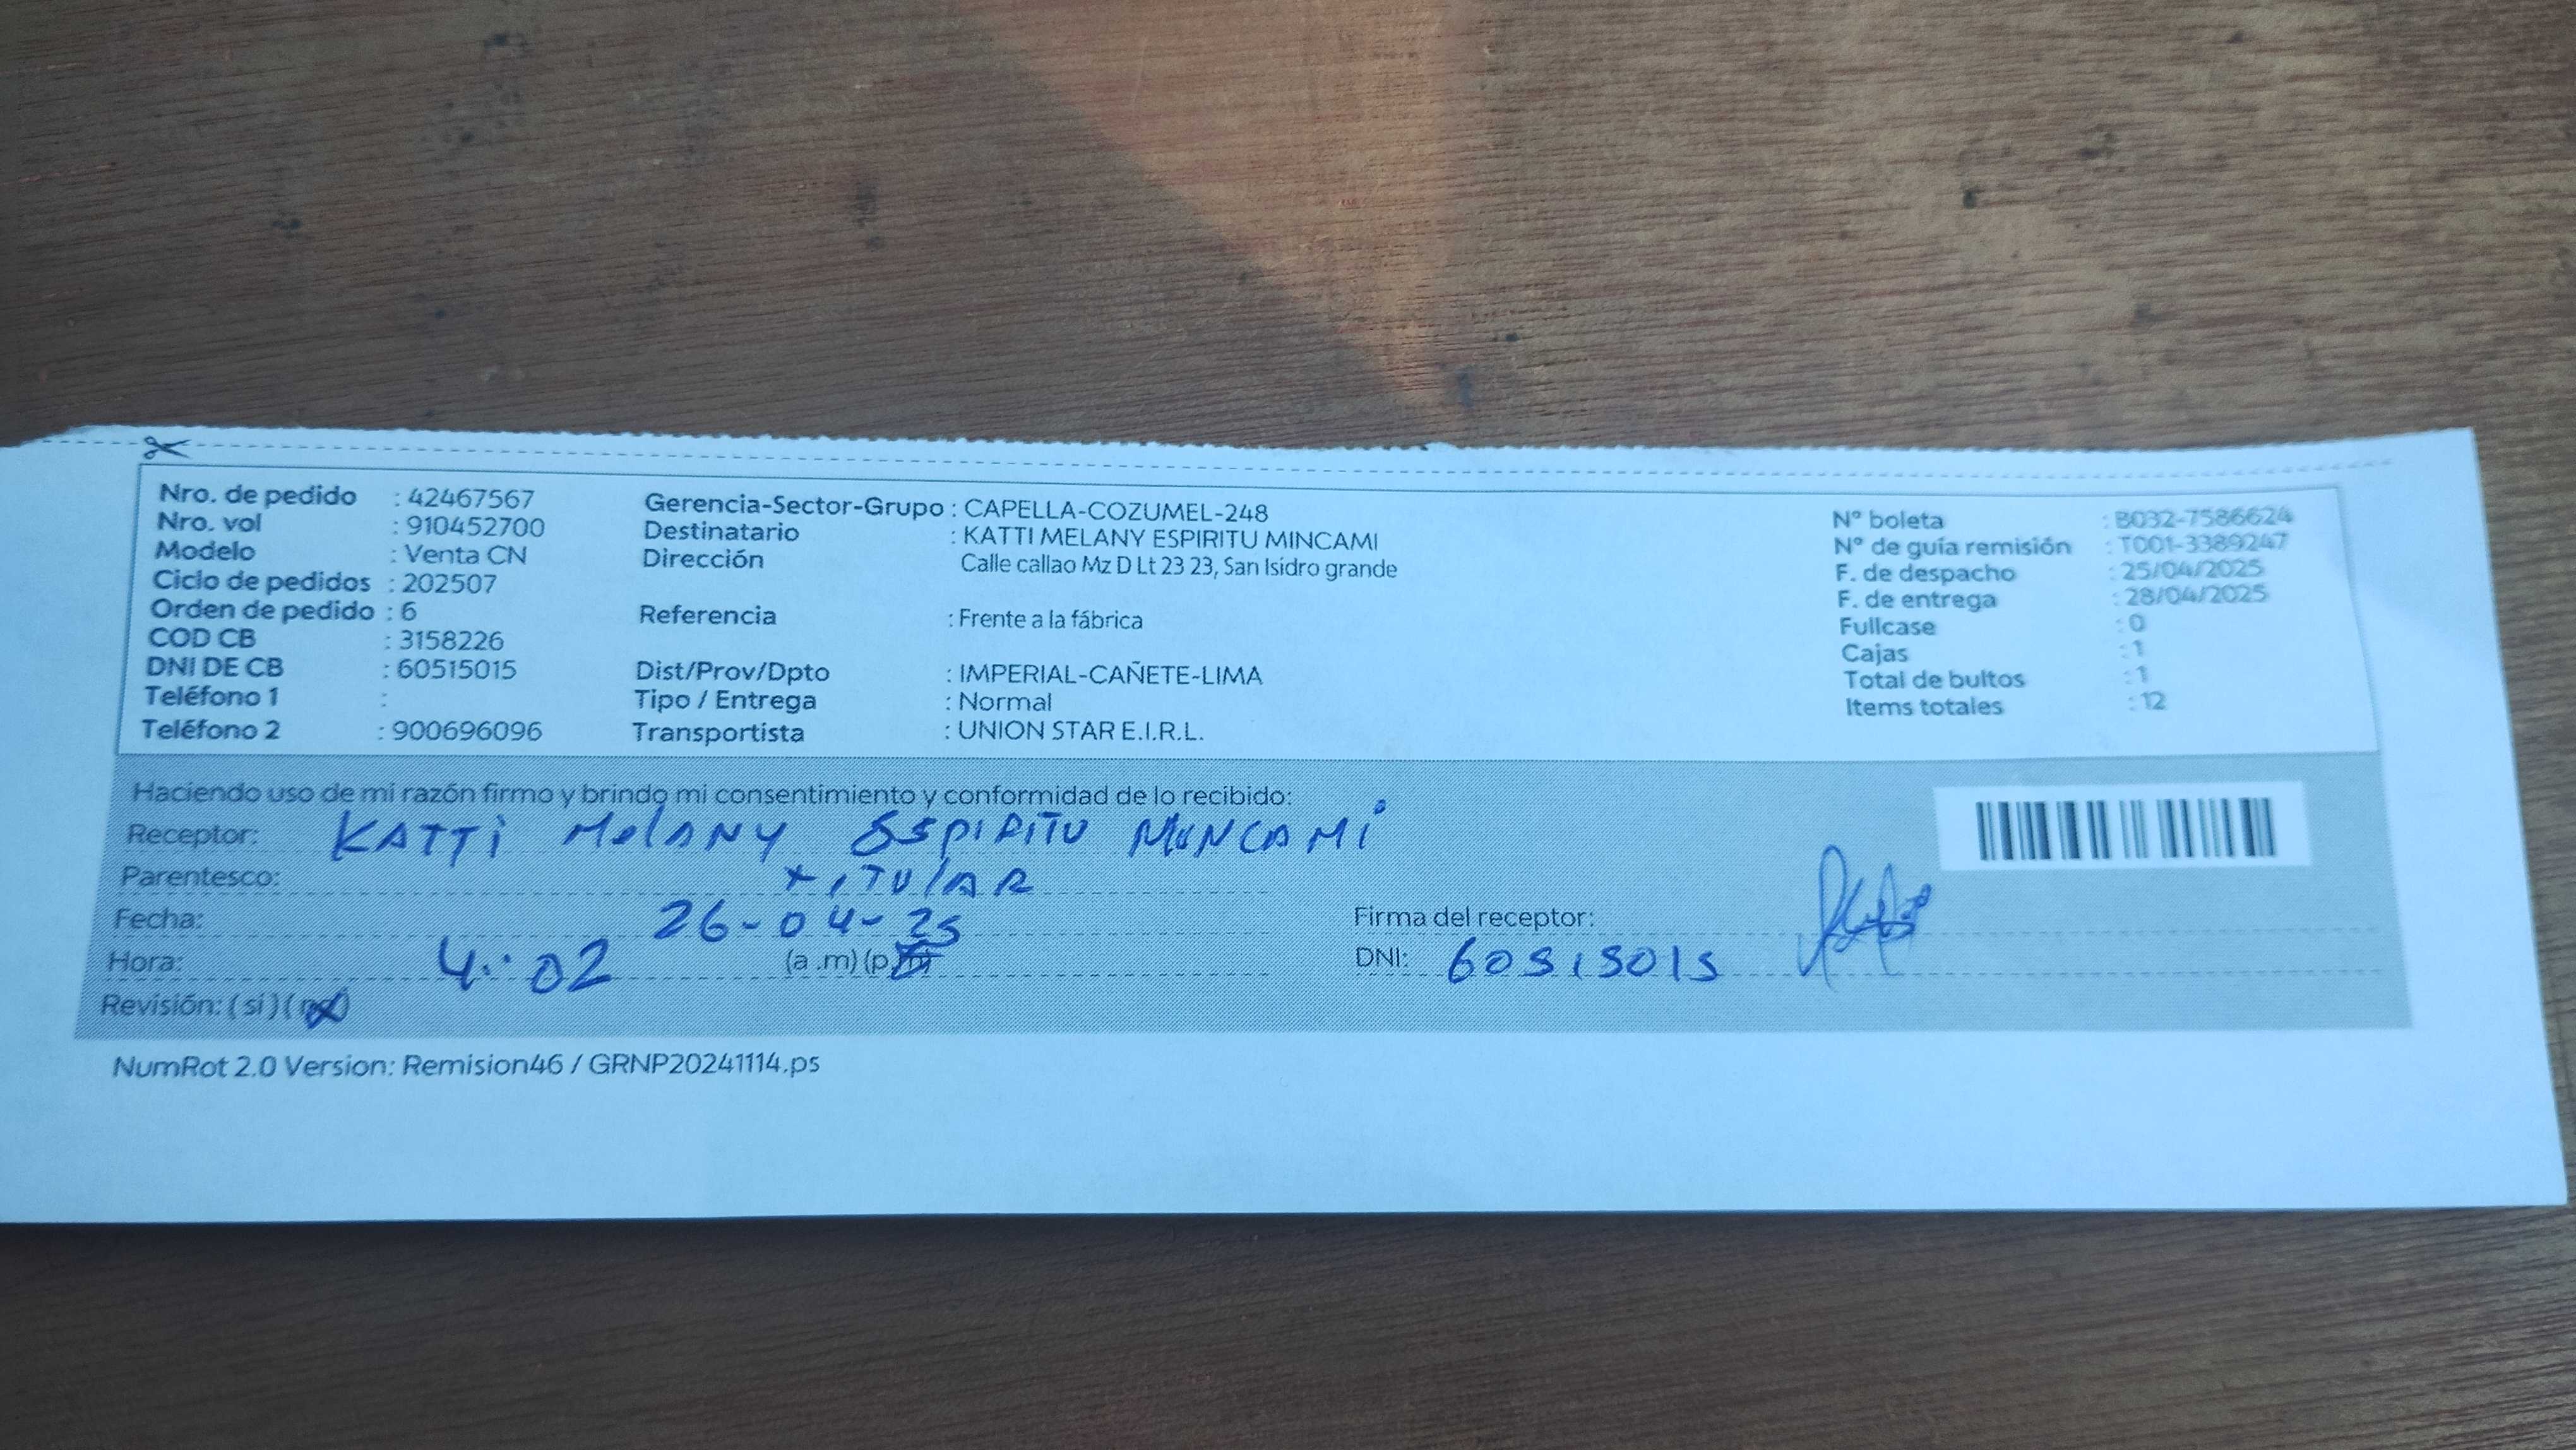 Nro. de pedido : 42467567
Nro. vol : 910452700
Modelo : Venta CN
Ciclo de pedidos : 202507
Orden de pedido : 6
COD CB : 3158226
DNI DE CB : 60515015
Teléfono 1 :
Teléfono 2 : 900696096
Gerencia-Sector-Grupo : CAPELLA-COZUMEL-248
Destinatario : KATTI MELANY ESPIRITU MINCAMI
Dirección Calle callao Mz D Lt 23 23, San Isidro grande
Referencia : Frente a la fábrica
Dist/Prov/Dpto : IMPERIAL-CAÑETE-LIMA
Tipo / Entrega : Normal
Transportista : UNION STAR E.I.R.L.
N° boleta : B032-7586624
N° de guía remisión : T001-3389247
F. de despacho : 25/04/2025
F. de entrega : 28/04/2025
Fullcase : 0
Cajas : 1
Total de bultos : 1
Items totales : 12
Haciendo uso de mi razón firmo y brindo mi consentimiento y conformidad de lo recibido:
Receptor: KATTi MelANY ESPIRITU MINCAMi
Parentesco: TiTUlAR
Fecha: 26-04-25
Hora: 4:02 (a .m) (p.m)
Revisión: ( si ) ( no )
Firma del receptor:
DNI: 60515015
NumRot 2.0 Version: Remision46 / GRNP20241114.ps